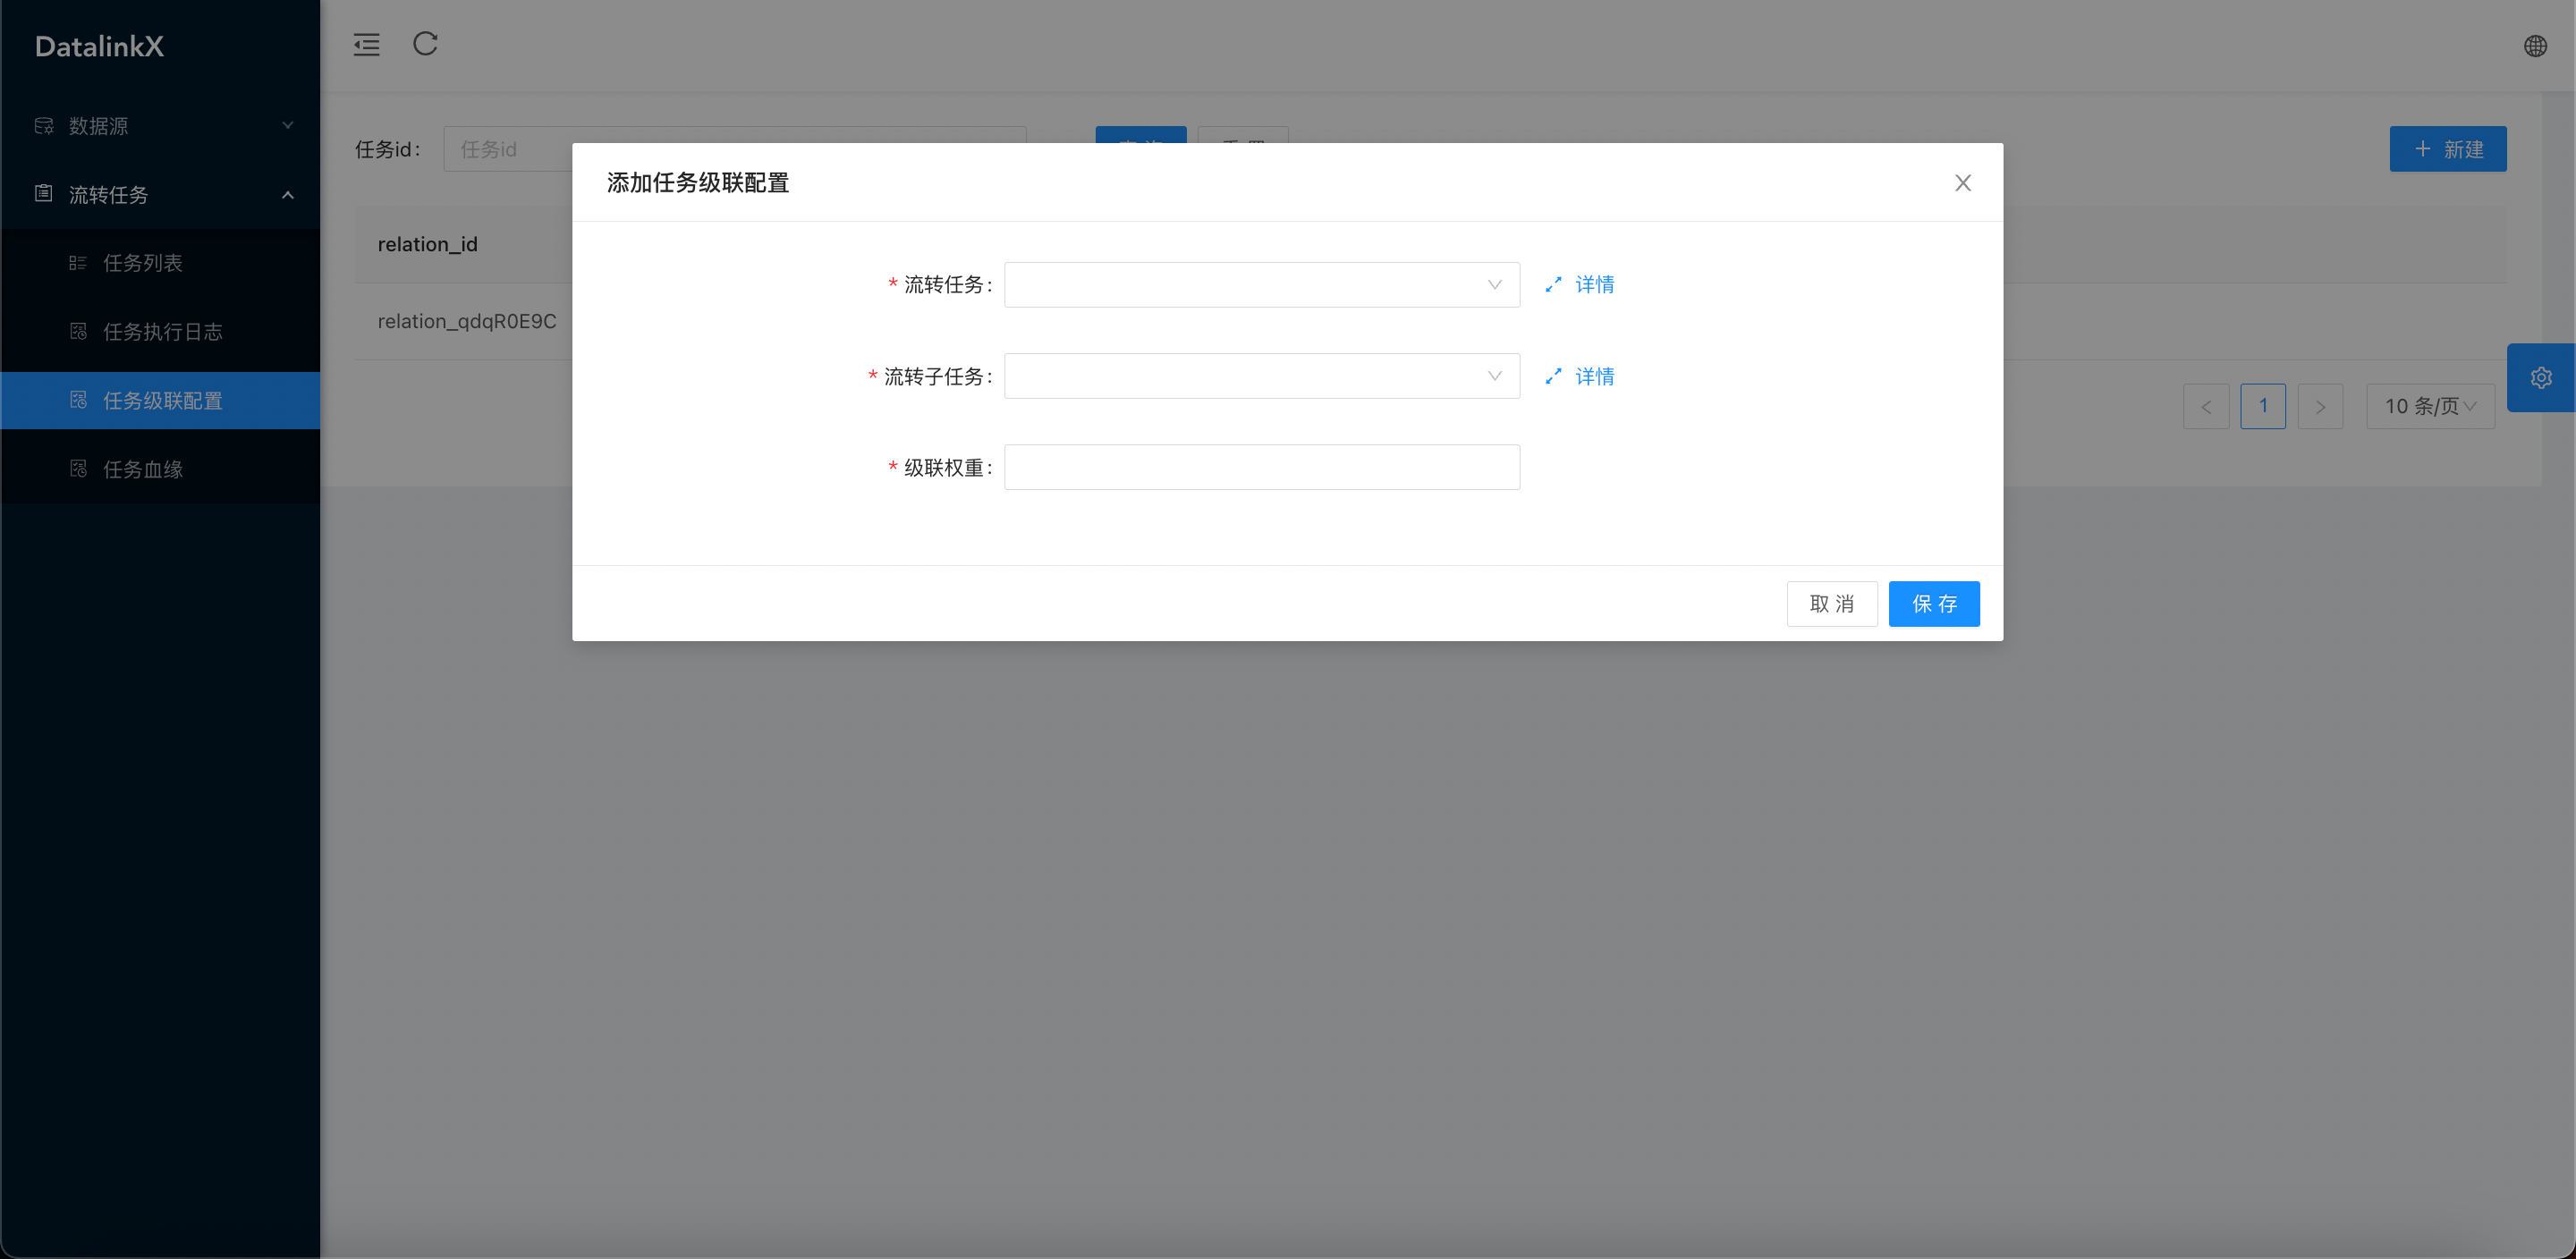 DatalinkX
数据源
流转任务
任务列表
任务执行日志
任务级联配置
任务血缘
任务id:
任务id
+ 新建
relation_id
relation_qdqR0E9C
添加任务级联配置
* 流转任务:
详情
* 流转子任务:
详情
* 级联权重:
取 消
保 存
< 1 >
10 条/页